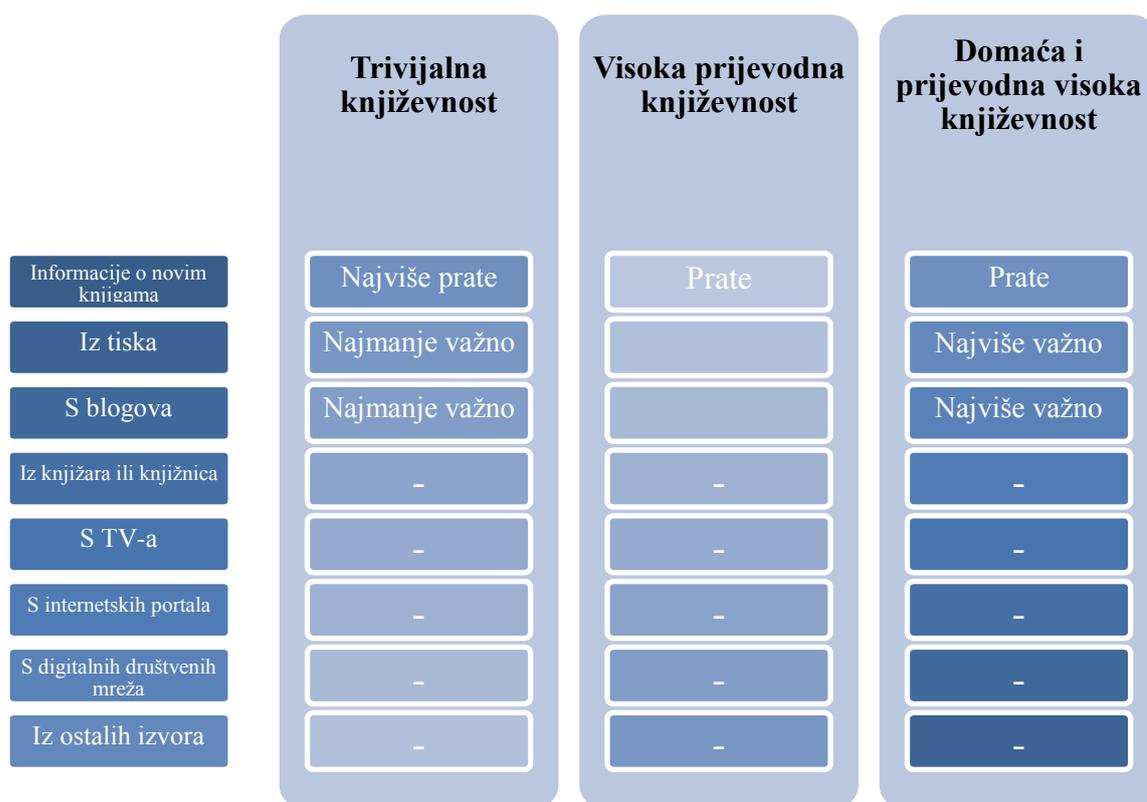 Trivijalna
književnost
Visoka prijevodna
književnost
Domaća i
prijevodna visoka
književnost
Informacije o novim
knjigama
Najviše prate
Prate
Prate
Iz tiska
Najmanje važno
Najviše važno
S blogova
Najmanje važno
Najviše važno
Iz knjižara ili knjižnica
-
-
-
S TV-a
-
-
-
S internetskih portala
-
-
-
S digitalnih društvenih
mreža
-
-
-
Iz ostalih izvora
-
-
-